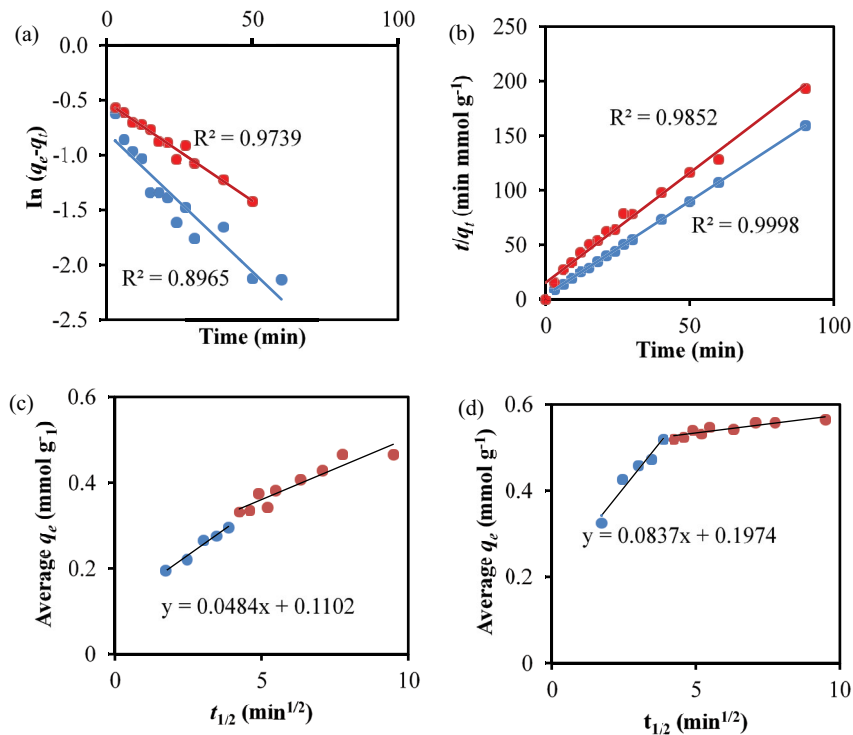 (a)
0 50 100
0.0
-0.5
-1.0
-1.5
-2.0
-2.5
In (qe-qt)
R² = 0.9739
R² = 0.8965
Time (min)
(b)
250
200
150
100
50
0
t/qt (min mmol g-1)
R² = 0.9852
R² = 0.9998
0 50 100
Time (min)
(c)
0.6
0.4
0.2
0
Average qe (mmol g-1)
y = 0.0484x + 0.1102
0 5 10
t1/2 (min1/2)
(d)
0.6
0.4
0.2
0
Average qe (mmol g-1)
y = 0.0837x + 0.1974
0 5 10
t1/2 (min1/2)